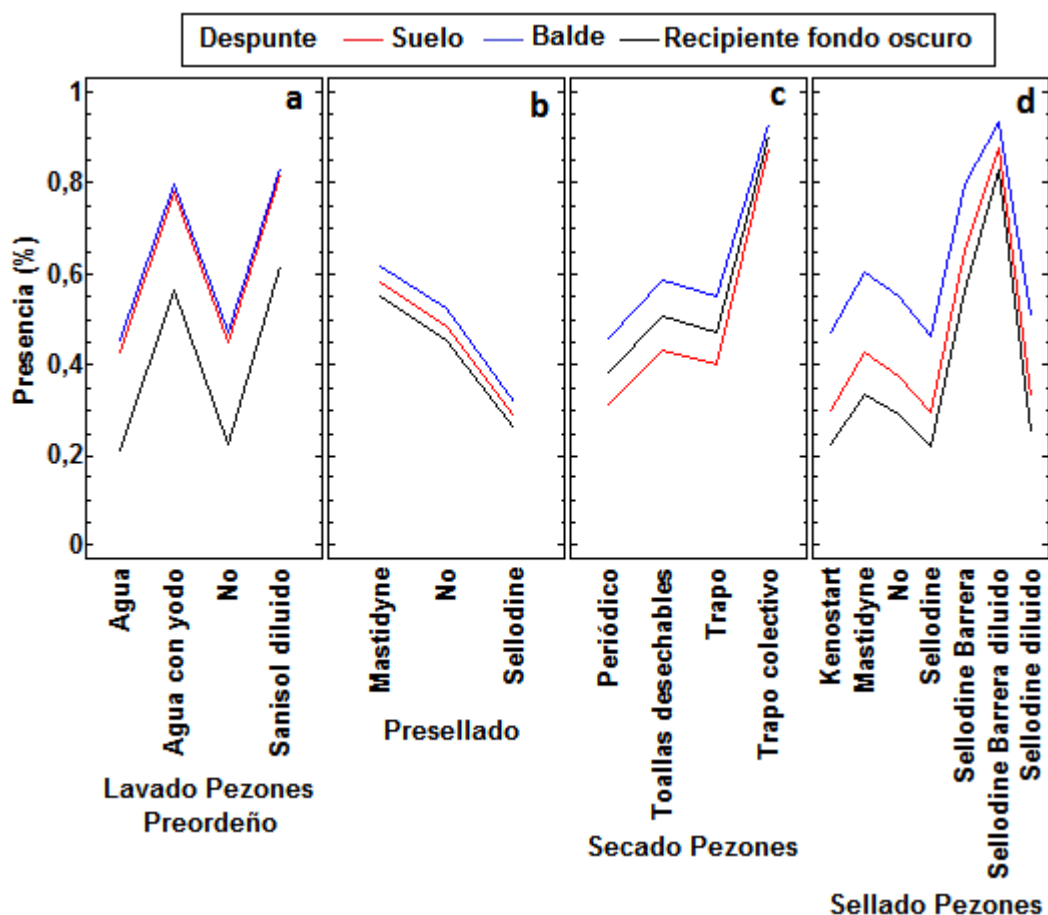 Despunte Suelo Balde Recipiente fondo oscuro
a
b
c
d
Presencia (%)
1
0,8
0,6
0,4
0,2
0
Agua
Agua con yodo
No
Sanisol diluido
Lavado Pezones
Preordeño
Mastidyne
No
Sellodine
Presellado
Periódico
Toallas desechables
Trapo
Trapo colectivo
Secado Pezones
Kenostart
Mastidyne
No
Sellodine
Sellodine Barrera
Sellodine Barrera diluido
Sellodine diluido
Sellado Pezones